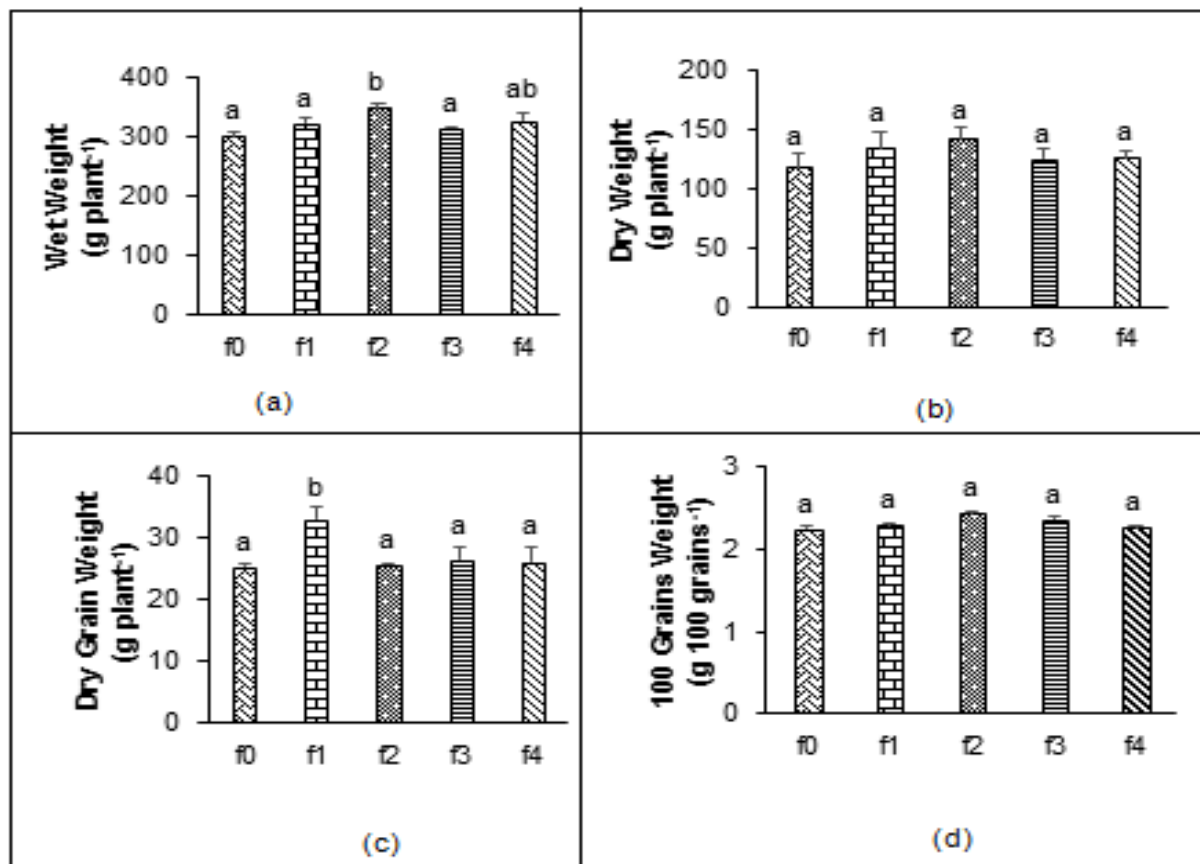 Wet Weight
(g plant⁻¹)
400
300
200
100
0
a
a
b
a
ab
f0
f1
f2
f3
f4
(a)
Dry Weight
(g plant⁻¹)
200
150
100
50
0
a
a
a
a
a
f0
f1
f2
f3
f4
(b)
Dry Grain Weight
(g plant⁻¹)
40
30
20
10
0
a
b
a
a
a
f0
f1
f2
f3
f4
(c)
100 Grains Weight
(g 100 grains⁻¹)
3
2
1
0
a
a
a
a
a
f0
f1
f2
f3
f4
(d)